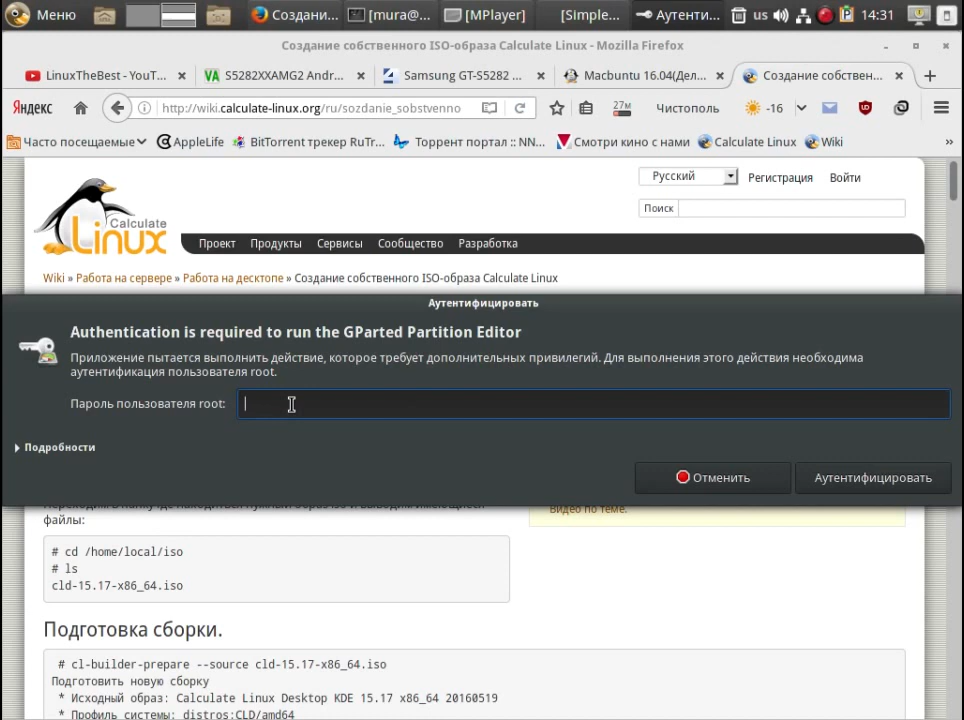 Меню
Создани...
[mura@...
[MPlayer]
[Simple...
Аутенти...
us
14:31
Создание собственного ISO-образа Calculate Linux - Mozilla Firefox
LinuxTheBest - YouT...
VA
S5282XXAMG2 Andr...
Samsung GT-S5282 ...
Macbuntu 16.04(Дел...
Создание собствен...
Яндекс
http://wiki.calculate-linux.org/ru/sozdanie_sobstvenno
27М
Чистополь
-16
Часто посещаемые
AppleLife
BitTorrent трекер RuTr...
Торрент портал :: NN...
Смотри кино с нами
Calculate Linux
Wiki
»
Calculate
Linux
Русский
Регистрация
Войти
Поиск
Проект
Продукты
Сервисы
Сообщество
Разработка
Wiki » Работа на сервере » Работа на десктопе » Создание собственного ISO-образа Calculate Linux
Аутентифицировать
Authentication is required to run the GParted Partition Editor
Приложение пытается выполнить действие, которое требует дополнительных привилегий. Для выполнения этого действия необходима
аутентификация пользователя root.
Пароль пользователя root:
Подробности
Отменить
Аутентифицировать
Видео по теме.
файлы:
# cd /home/local/iso
# ls
cld-15.17-x86_64.iso
Подготовка сборки.
# cl-builder-prepare --source cld-15.17-x86_64.iso
Подготовить новую сборку
* Исходный образ: Calculate Linux Desktop KDE 15.17 x86_64 20160519
* Профиль системы: distros:CLD/amd64